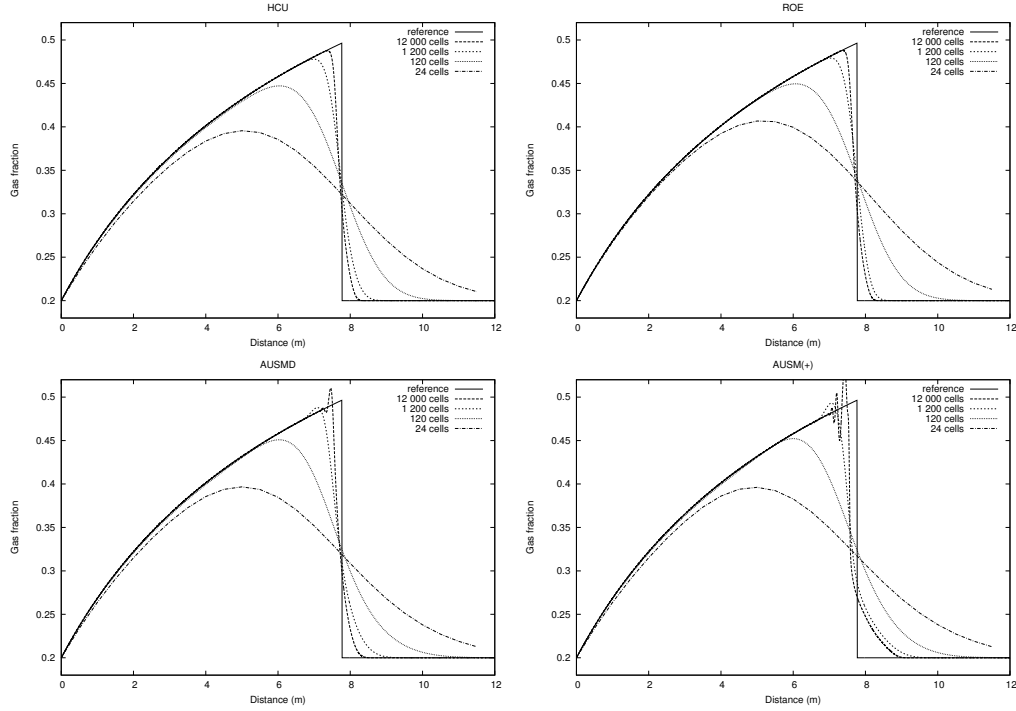 HCU
reference
12 000 cells
1 200 cells
120 cells
24 cells
0.5
0.45
0.4
0.35
0.3
0.25
0.2
Gas fraction
0 2 4 6 8 10 12
Distance (m)
ROE
reference
12 000 cells
1 200 cells
120 cells
24 cells
0.5
0.45
0.4
0.35
0.3
0.25
0.2
Gas fraction
0 2 4 6 8 10 12
Distance (m)
AUSMD
reference
12 000 cells
1 200 cells
120 cells
24 cells
0.5
0.45
0.4
0.35
0.3
0.25
0.2
Gas fraction
0 2 4 6 8 10 12
Distance (m)
AUSM(+)
reference
12 000 cells
1 200 cells
120 cells
24 cells
0.5
0.45
0.4
0.35
0.3
0.25
0.2
Gas fraction
0 2 4 6 8 10 12
Distance (m)